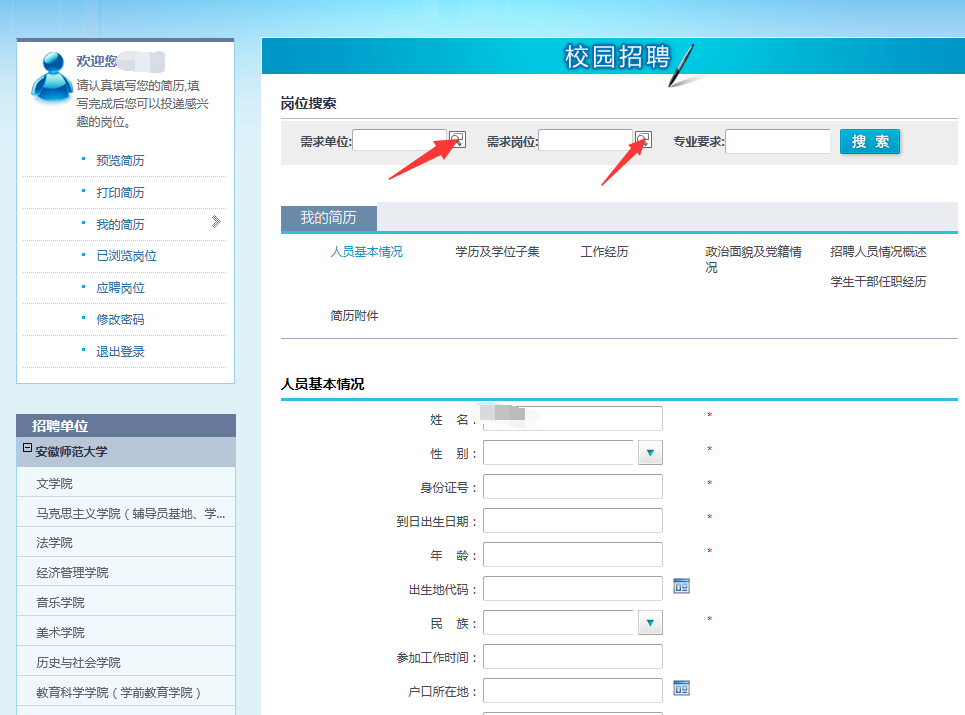 欢迎您
请认真填写您的简历,填
写完成后您可以投递感兴
趣的岗位。
预览简历
打印简历
我的简历
已浏览岗位
应聘岗位
修改密码
退出登录
招聘单位
安徽师范大学
文学院
马克思主义学院（辅导员基地、学...
法学院
经济管理学院
音乐学院
美术学院
历史与社会学院
教育科学学院（学前教育学院）
校园招聘
岗位搜索
需求单位: 需求岗位: 专业要求: 搜 索
我的简历
人员基本情况 学历及学位子集 工作经历 政治面貌及党籍情况 招聘人员情况概述
学生干部任职经历
简历附件
人员基本情况
姓 名: *
性 别: *
身份证号: *
到日出生日期: *
年 龄: *
出生地代码:
民 族: *
参加工作时间:
户口所在地: